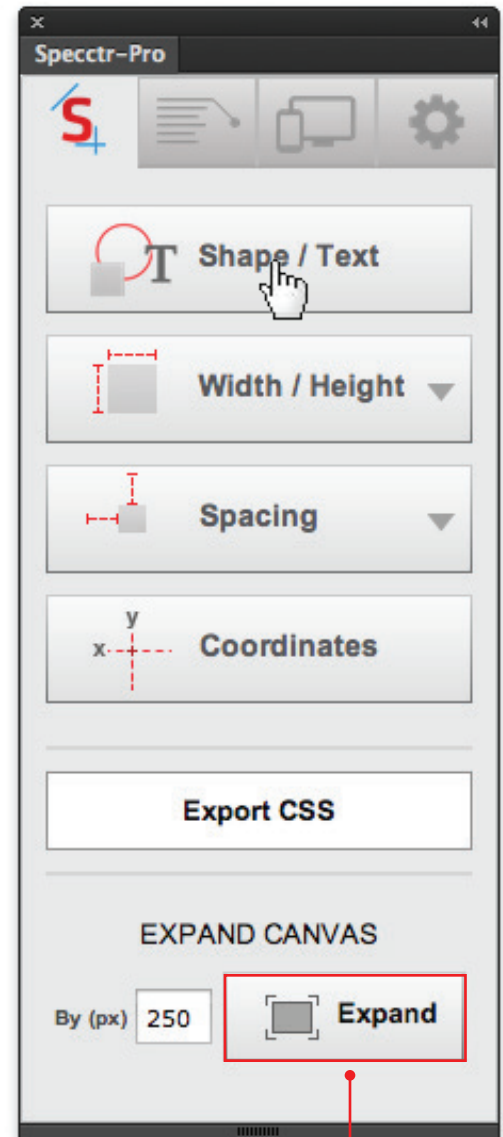 Specctr-Pro
S
T Shape / Text
Width / Height
Spacing
y
x
Coordinates
Export CSS
EXPAND CANVAS
By (px) 250 Expand